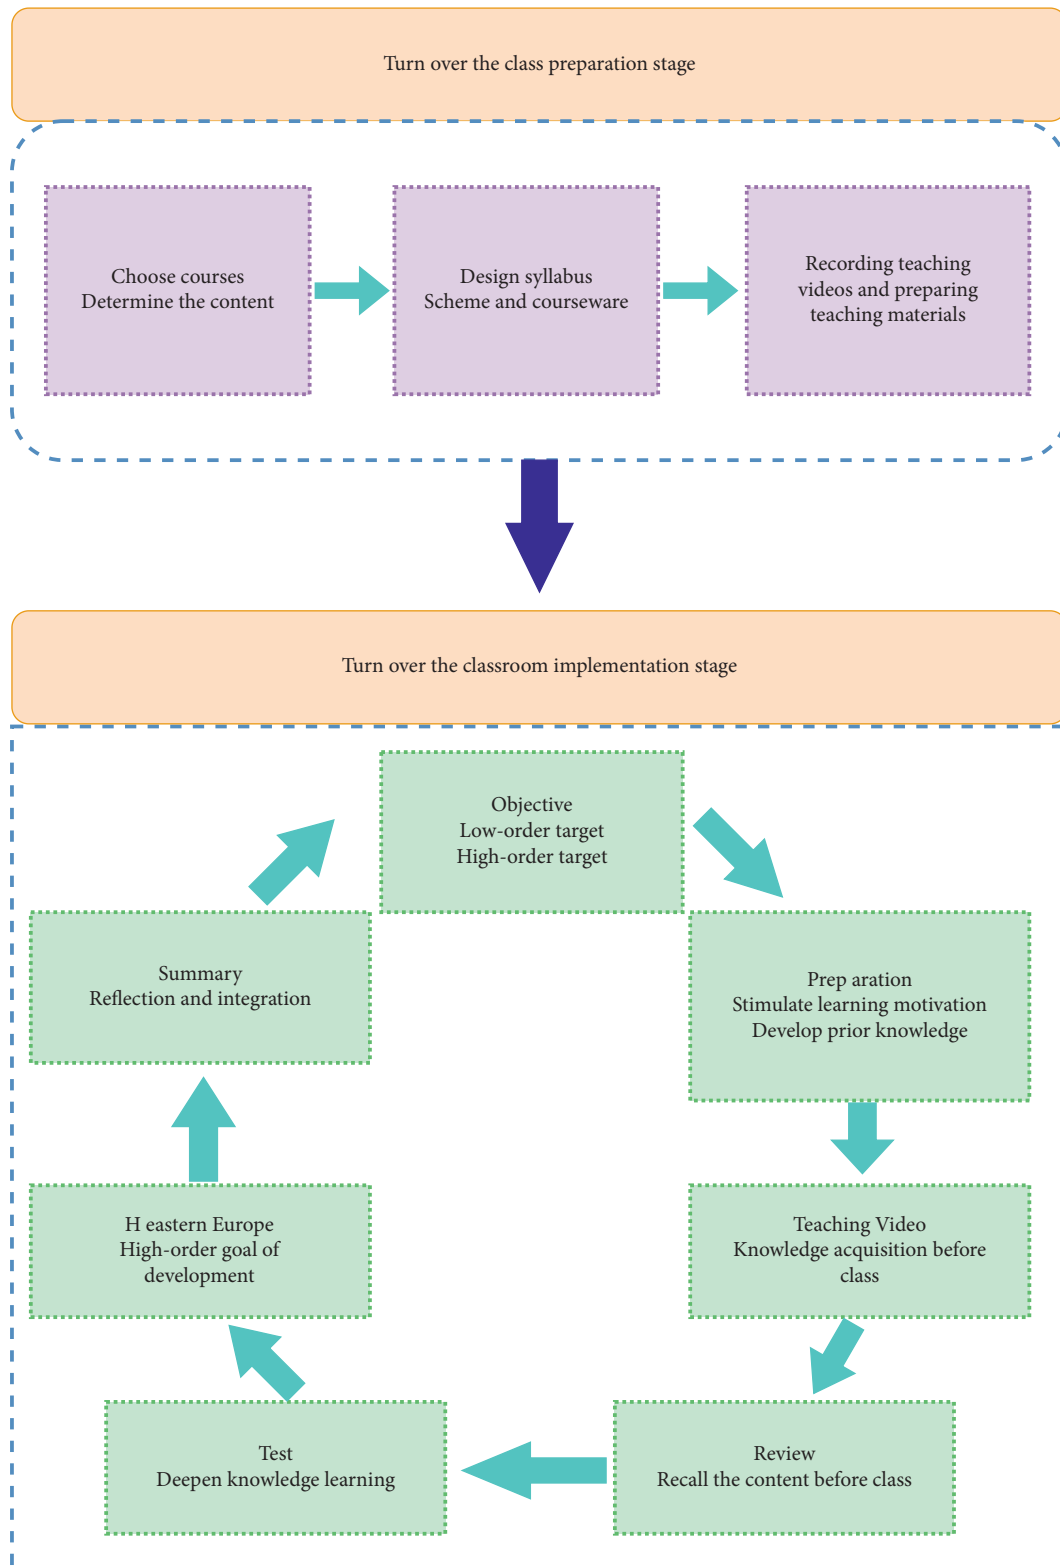 Turn over the class preparation stage
Choose courses
Determine the content
Design syllabus
Scheme and courseware
Recording teaching
videos and preparing
teaching materials
Turn over the classroom implementation stage
Objective
Low-order target
High-order target
Prep aration
Stimulate learning motivation
Develop prior knowledge
Teaching Video
Knowledge acquisition before
class
Review
Recall the content before class
Test
Deepen knowledge learning
H eastern Europe
High-order goal of
development
Summary
Reflection and integration